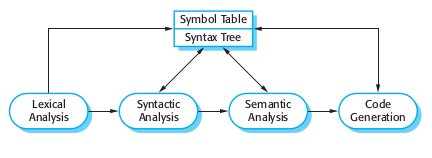 Symbol Table
Syntax Tree
Lexical
Analysis
Syntactic
Analysis
Semantic
Analysis
Code
Generation